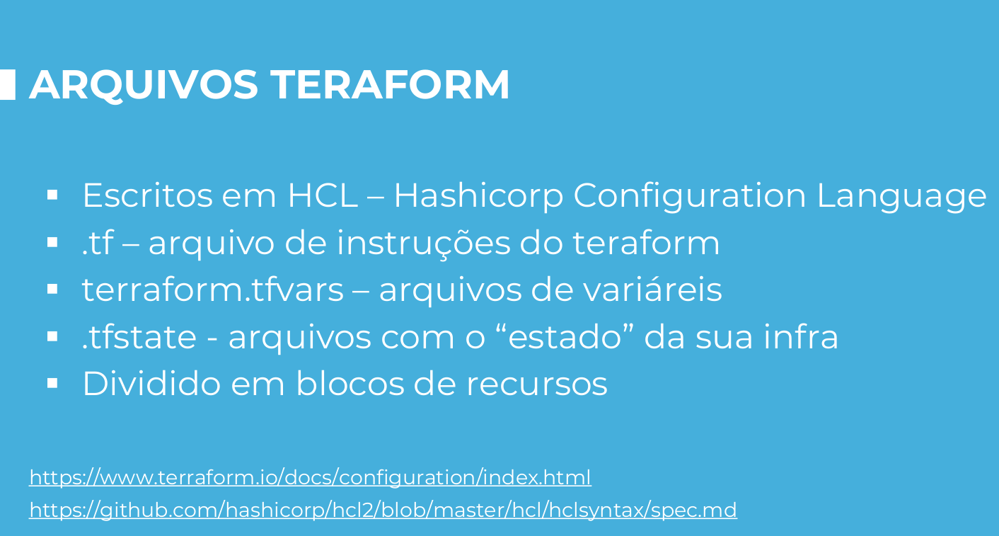 ARQUIVOS TERAFORM
▪ Escritos em HCL – Hashicorp Configuration Language
▪ .tf – arquivo de instruções do teraform
▪ terraform.tfvars – arquivos de variáreis
▪ .tfstate - arquivos com o “estado” da sua infra
▪ Dividido em blocos de recursos
https://www.terraform.io/docs/configuration/index.html
https://github.com/hashicorp/hcl2/blob/master/hcl/hclsyntax/spec.md